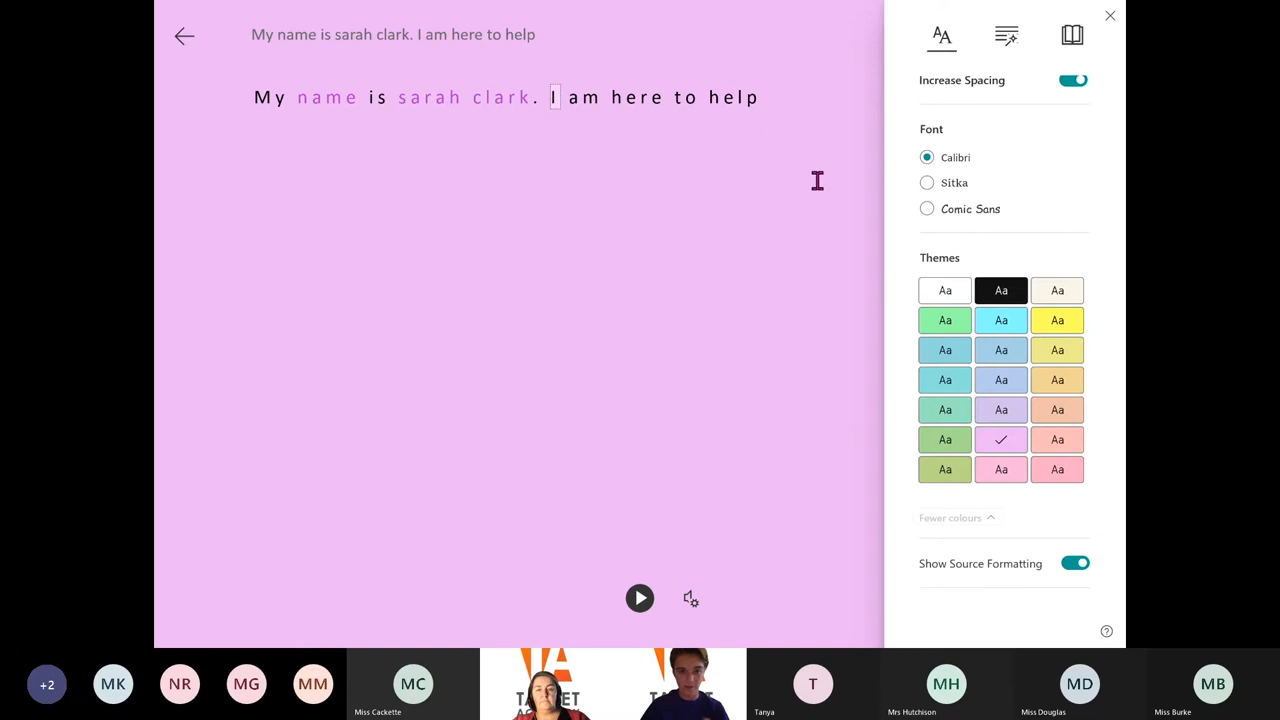 My name is sarah clark. I am here to help
My name is sarah clark. I am here to help
Increase Spacing
Font
Calibri
Sitka
Comic Sans
Themes
Aa Aa Aa
Aa Aa Aa
Aa Aa Aa
Aa Aa Aa
Aa Aa Aa
Aa Aa
Aa Aa Aa
Fewer colours
Show Source Formatting
+2 MK NR MG MM MC T MH MD MB
Miss Cackette Tanya Mrs Hutchison Miss Douglas Miss Burke